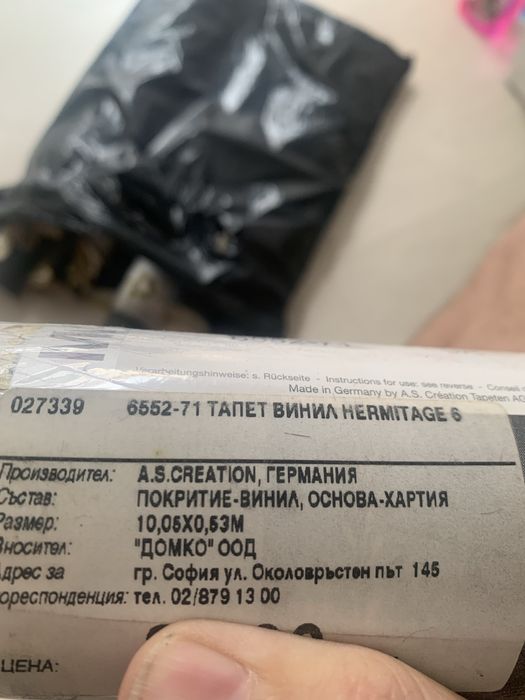 Verarbeitungshinweise: s. Rückseite - Instructions for use: see reverse - Conseil
Made in Germany by A.S. Création Tapeten AG
027339 6552-71 ТАПЕТ ВИНИЛ HERMITAGE 6
Производител: A.S.CREATION, ГЕРМАНИЯ
Състав: ПОКРИТИЕ-ВИНИЛ, ОСНОВА-ХАРТИЯ
Размер: 10,05X0,53М
Вносител: "ДОМКО" ООД
Адрес за гр. София ул. Околовръстен път 145
кореспонденция: тел. 02/879 13 00
ЦЕНА: